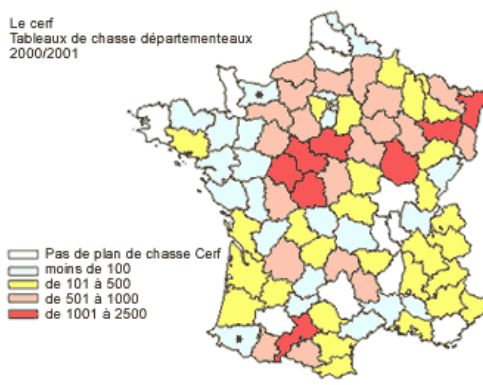 Le cerf
Tableaux de chasse départementeaux
2000/2001
Pas de plan de chasse Cerf
moins de 100
de 101 à 500
de 501 à 1000
de 1001 à 2500